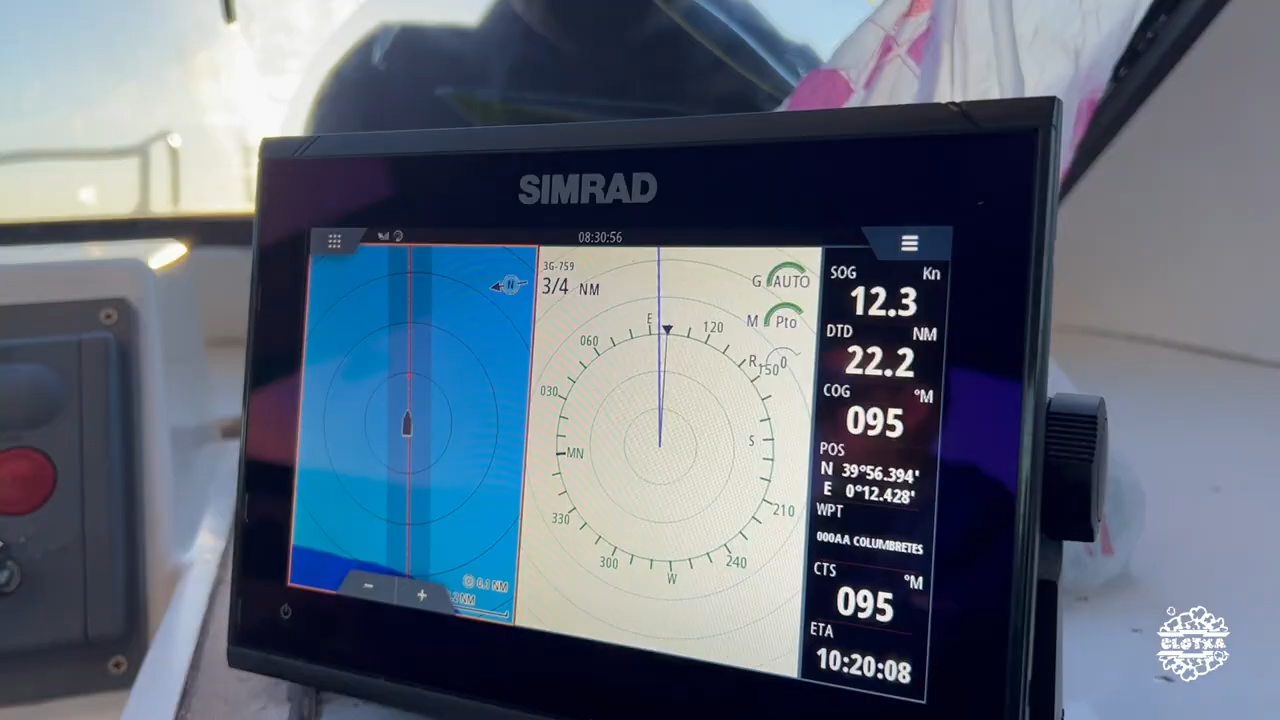 SIMRAD
08:30:56
3G-759
3/4 NM
G AUTO
M Pto
R 0
N
E
120
060
150
030
S
MN
210
330
300
240
W
0.1 NM
- +
SOG Kn
12.3
DTD NM
22.2
COG °M
095
POS
N 39°56.394'
E 0°12.428'
WPT
000AA COLUMBRETES
CTS °M
095
ETA
10:20:08
CLOTXA